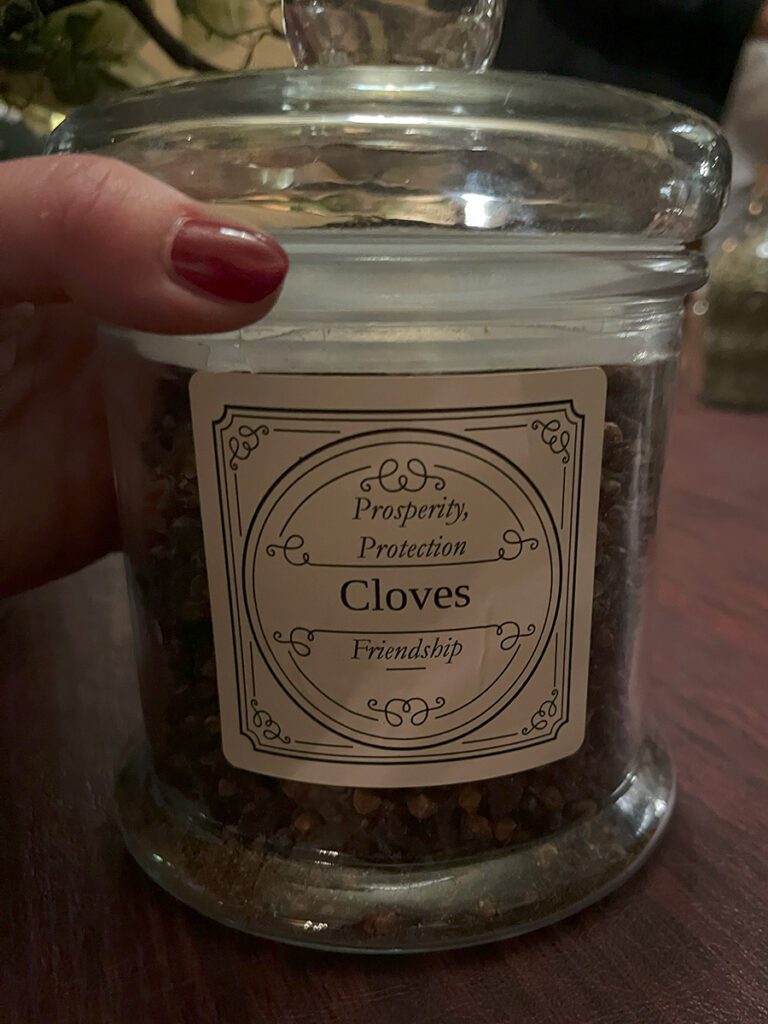 Prosperity,
Protection
Cloves
Friendship